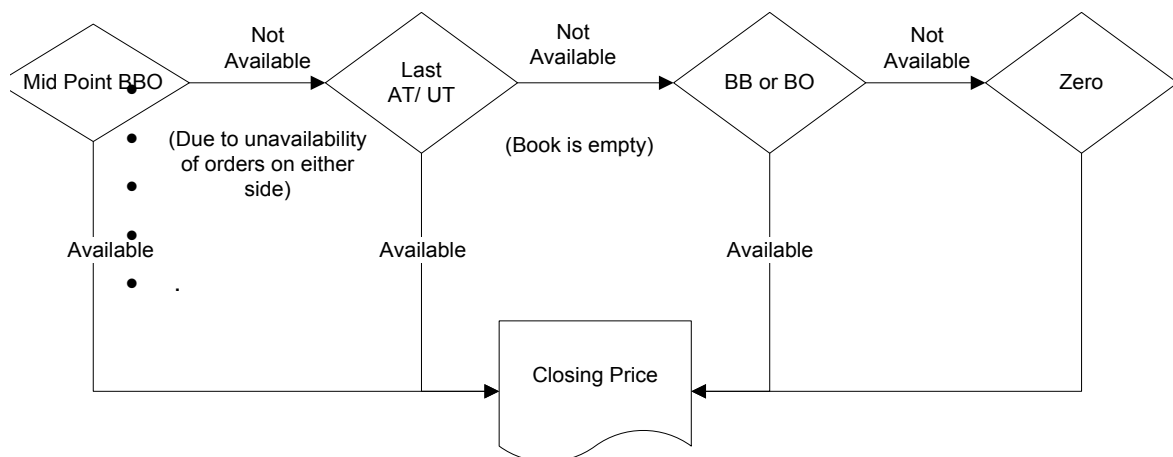 Mid Point BBO
Not
Available
(Due to unavailability
of orders on either
side)
Last
AT/ UT
Not
Available
(Book is empty)
BB or BO
Not
Available
Zero
•
•
•
•
• .
Available
Available
Available
Closing Price